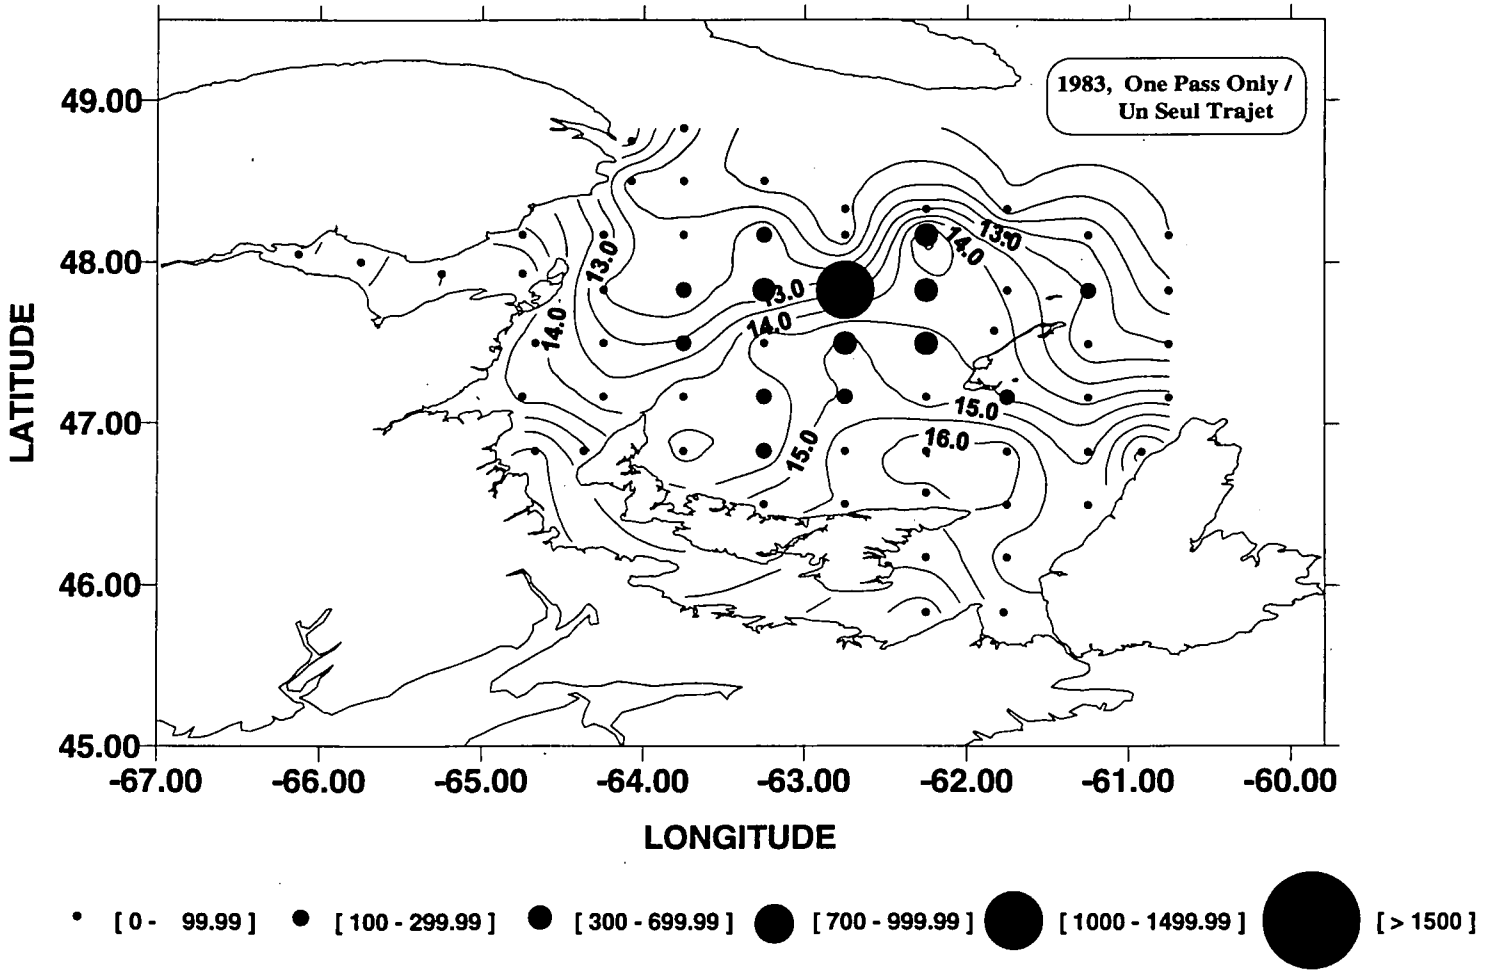 1983, One Pass Only /
Un Seul Trajet
49.00
48.00
47.00
46.00
45.00
LATITUDE
13.0
14.0
13.0
14.0
13.0
14.0
15.0
15.0
16.0
-67.00 -66.00 -65.00 -64.00 -63.00 -62.00 -61.00 -60.00
LONGITUDE
[ 0 - 99.99 ] [ 100 - 299.99 ] [ 300 - 699.99 ] [ 700 - 999.99 ] [ 1000 - 1499.99 ] [ > 1500 ]